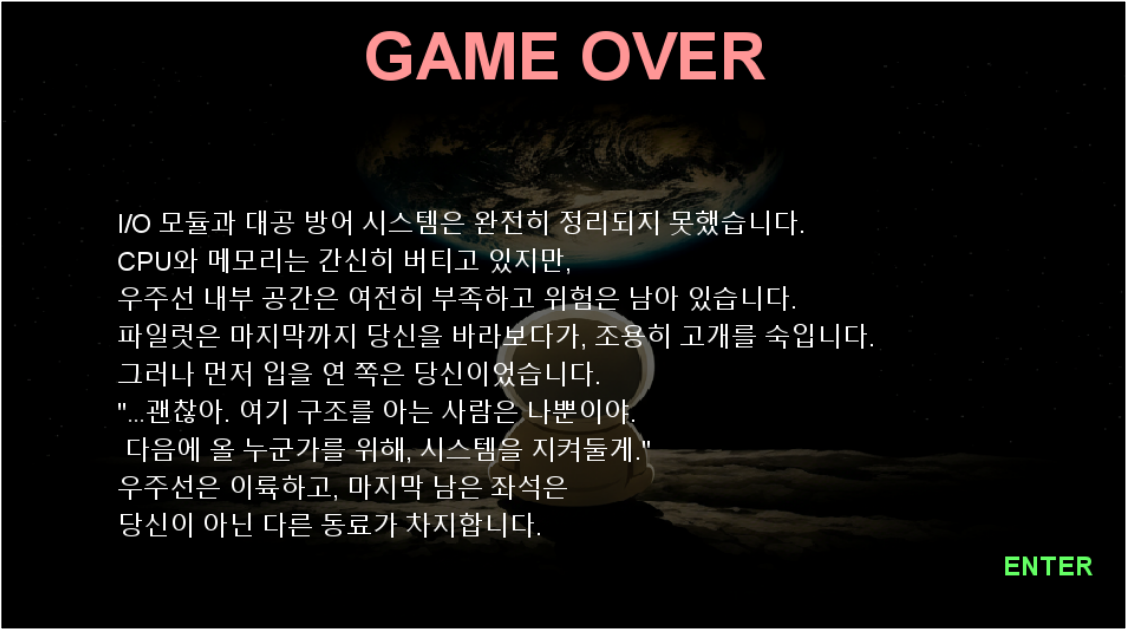 GAME OVER
I/O 모듈과 대공 방어 시스템은 완전히 정리되지 못했습니다.
CPU와 메모리는 간신히 버티고 있지만,
우주선 내부 공간은 여전히 부족하고 위험은 남아 있습니다.
파일럿은 마지막까지 당신을 바라보다가, 조용히 고개를 숙입니다.
그러나 먼저 입을 연 쪽은 당신이었습니다.
"...괜찮아. 여기 구조를 아는 사람은 나뿐이야.
다음에 올 누군가를 위해, 시스템을 지켜둘게."
우주선은 이륙하고, 마지막 남은 좌석은
당신이 아닌 다른 동료가 차지합니다.
ENTER